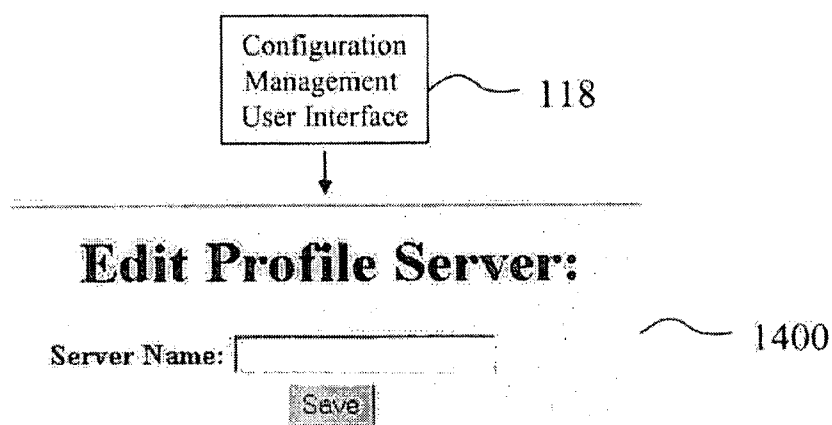 Configuration
Management
User Interface
118
Edit Profile Server:
1400
Server Name:
Save